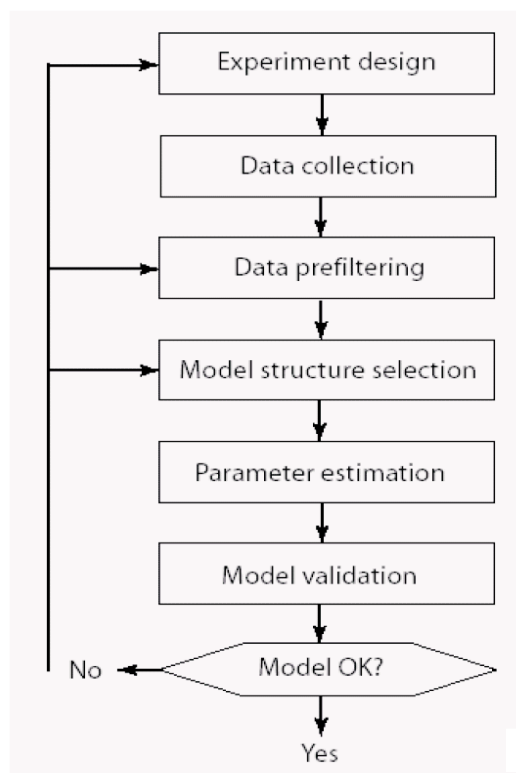 Experiment design
Data collection
Data prefiltering
Model structure selection
Parameter estimation
Model validation
Model OK?
No
Yes